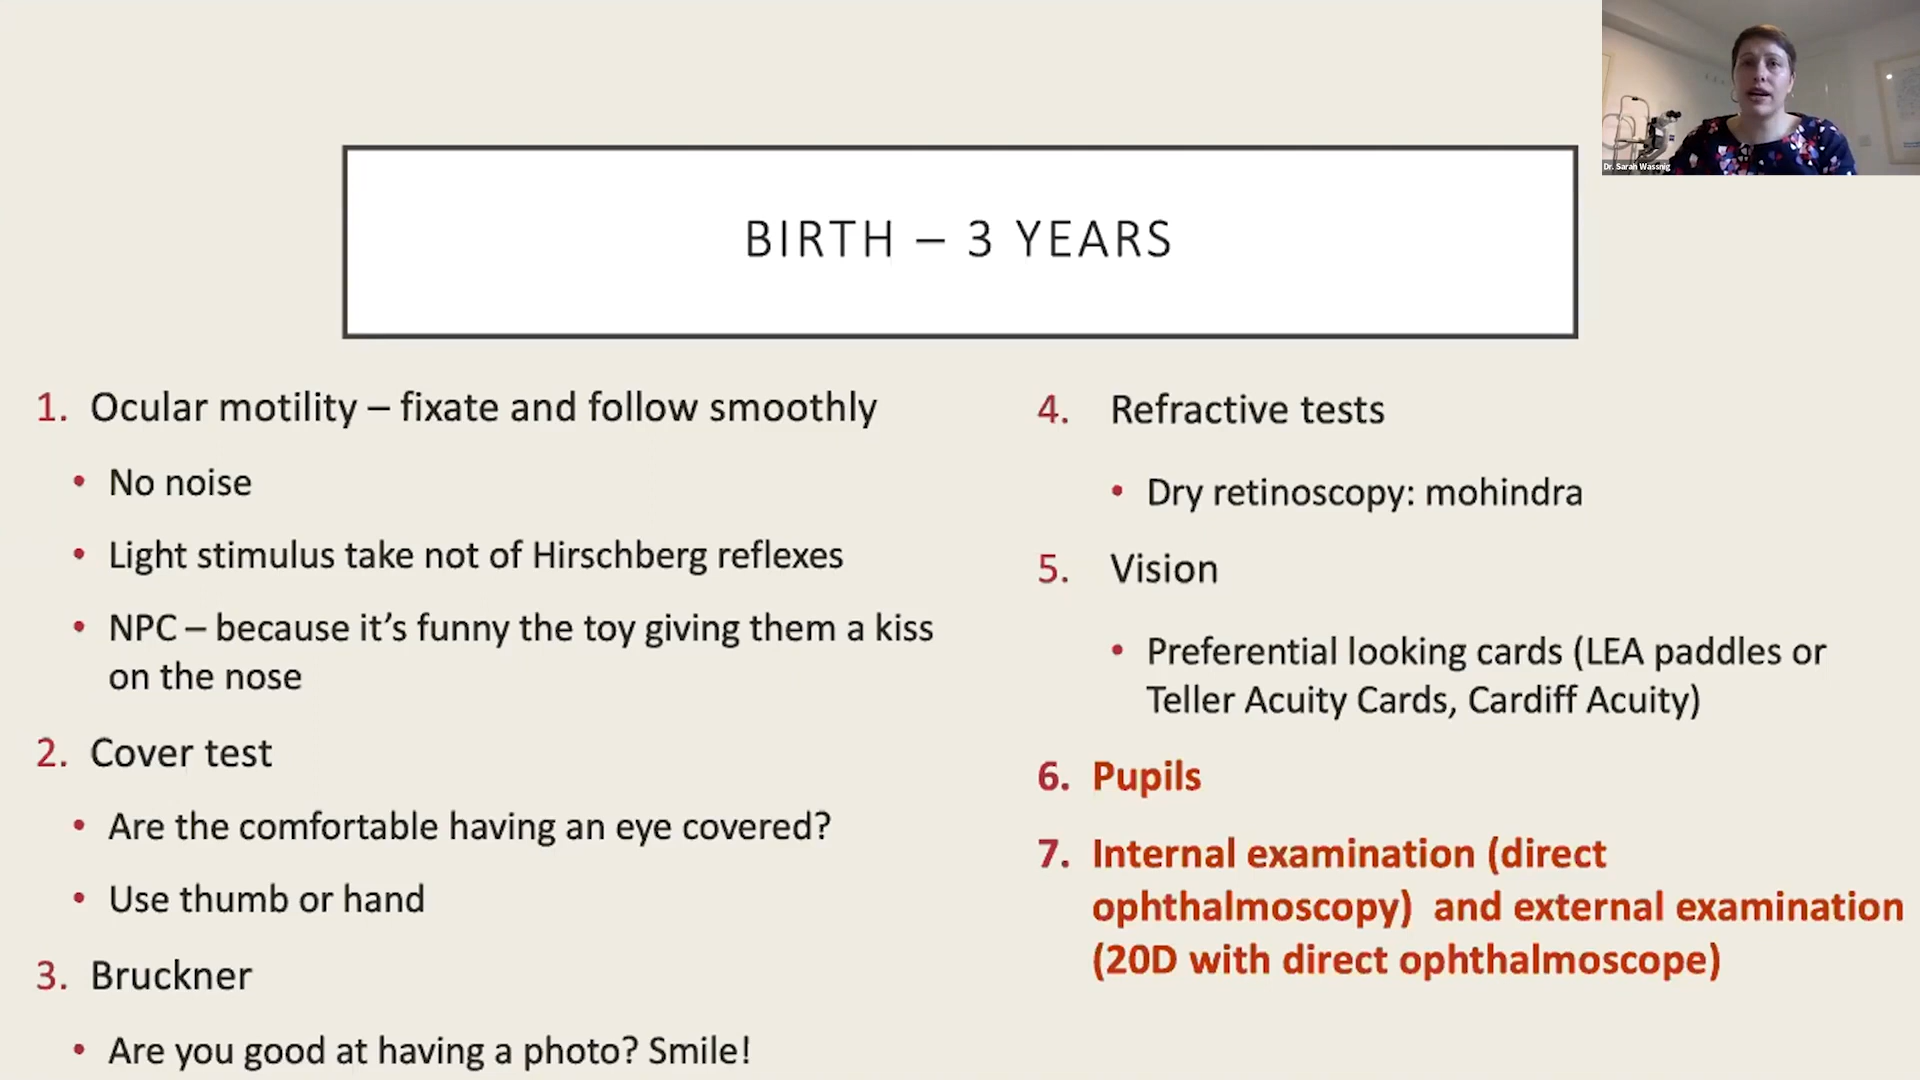 BIRTH – 3 YEARS
Dr. Sarah Wassnig
1. Ocular motility – fixate and follow smoothly
• No noise
• Light stimulus take not of Hirschberg reflexes
• NPC – because it's funny the toy giving them a kiss
on the nose
2. Cover test
• Are the comfortable having an eye covered?
• Use thumb or hand
3. Bruckner
• Are you good at having a photo? Smile!
4. Refractive tests
• Dry retinoscopy: mohindra
5. Vision
• Preferential looking cards (LEA paddles or
Teller Acuity Cards, Cardiff Acuity)
6. Pupils
7. Internal examination (direct
ophthalmoscopy) and external examination
(20D with direct ophthalmoscope)